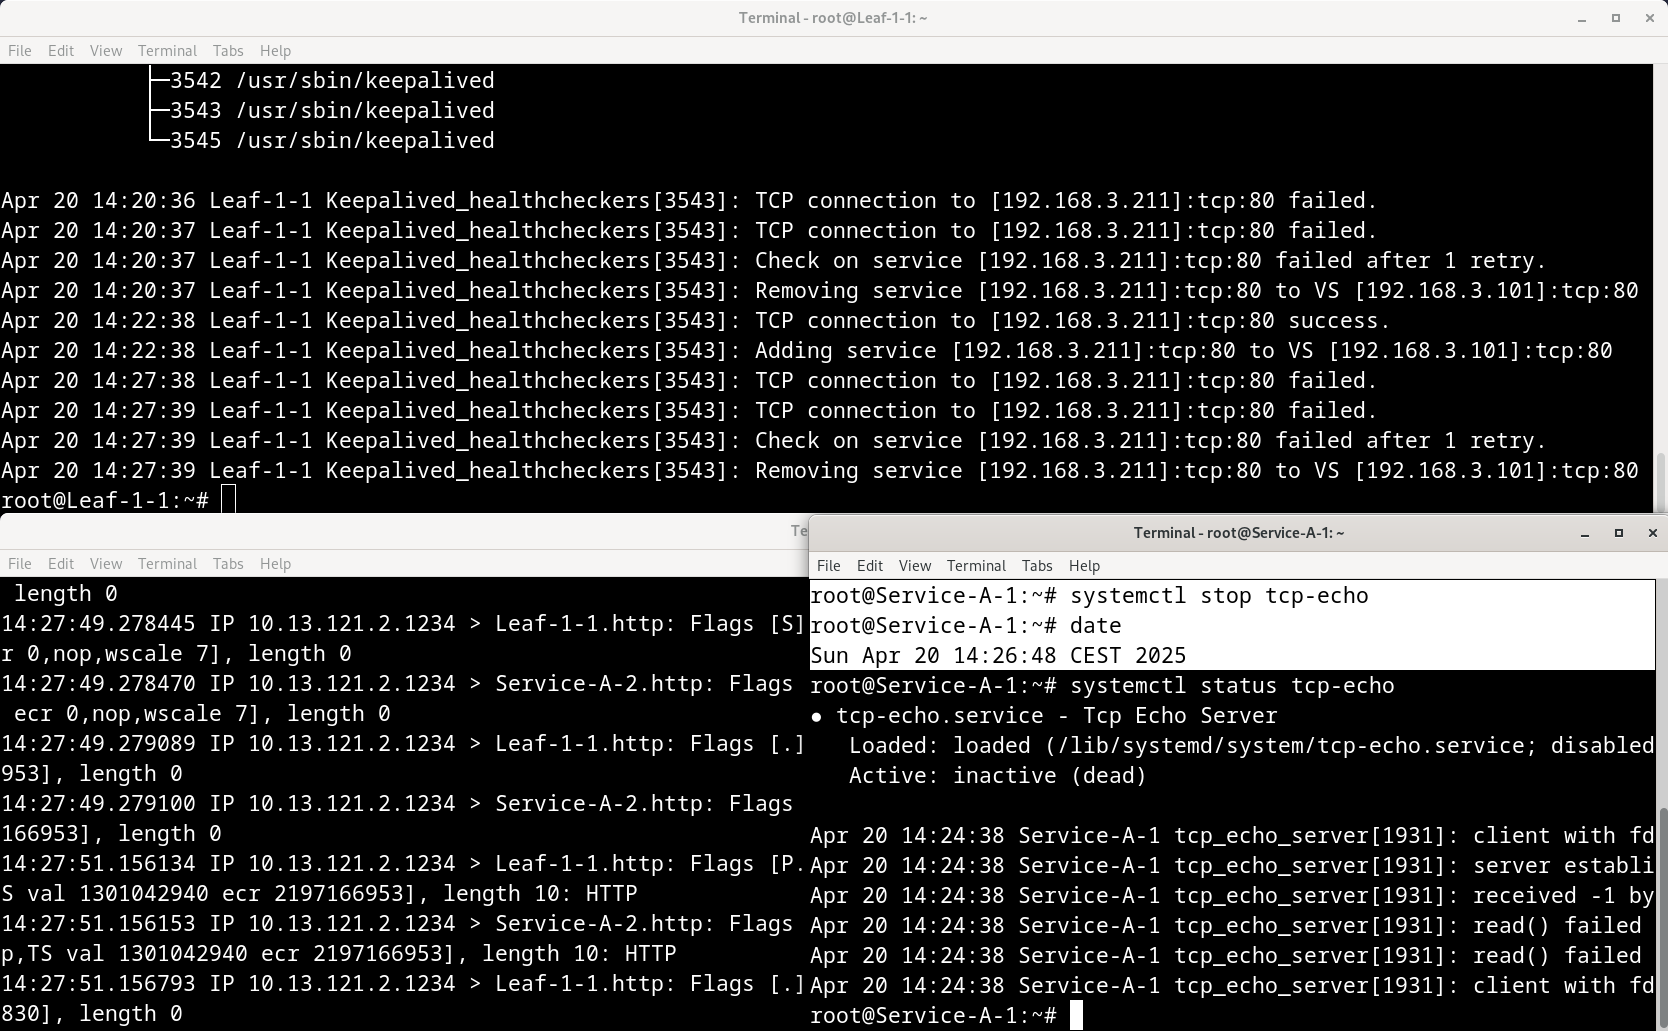 Terminal - root@Leaf-1-1: ~
File Edit View Terminal Tabs Help
├─3542 /usr/sbin/keepalived
├─3543 /usr/sbin/keepalived
└─3545 /usr/sbin/keepalived
Apr 20 14:20:36 Leaf-1-1 Keepalived_healthcheckers[3543]: TCP connection to [192.168.3.211]:tcp:80 failed.
Apr 20 14:20:37 Leaf-1-1 Keepalived_healthcheckers[3543]: TCP connection to [192.168.3.211]:tcp:80 failed.
Apr 20 14:20:37 Leaf-1-1 Keepalived_healthcheckers[3543]: Check on service [192.168.3.211]:tcp:80 failed after 1 retry.
Apr 20 14:20:37 Leaf-1-1 Keepalived_healthcheckers[3543]: Removing service [192.168.3.211]:tcp:80 to VS [192.168.3.101]:tcp:80
Apr 20 14:22:38 Leaf-1-1 Keepalived_healthcheckers[3543]: TCP connection to [192.168.3.211]:tcp:80 success.
Apr 20 14:22:38 Leaf-1-1 Keepalived_healthcheckers[3543]: Adding service [192.168.3.211]:tcp:80 to VS [192.168.3.101]:tcp:80
Apr 20 14:27:38 Leaf-1-1 Keepalived_healthcheckers[3543]: TCP connection to [192.168.3.211]:tcp:80 failed.
Apr 20 14:27:39 Leaf-1-1 Keepalived_healthcheckers[3543]: TCP connection to [192.168.3.211]:tcp:80 failed.
Apr 20 14:27:39 Leaf-1-1 Keepalived_healthcheckers[3543]: Check on service [192.168.3.211]:tcp:80 failed after 1 retry.
Apr 20 14:27:39 Leaf-1-1 Keepalived_healthcheckers[3543]: Removing service [192.168.3.211]:tcp:80 to VS [192.168.3.101]:tcp:80
root@Leaf-1-1:~#
Te
File Edit View Terminal Tabs Help
length 0
14:27:49.278445 IP 10.13.121.2.1234 > Leaf-1-1.http: Flags [S]
r 0,nop,wscale 7], length 0
14:27:49.278470 IP 10.13.121.2.1234 > Service-A-2.http: Flags
ecr 0,nop,wscale 7], length 0
14:27:49.279089 IP 10.13.121.2.1234 > Leaf-1-1.http: Flags [.]
953], length 0
14:27:49.279100 IP 10.13.121.2.1234 > Service-A-2.http: Flags
166953], length 0
14:27:51.156134 IP 10.13.121.2.1234 > Leaf-1-1.http: Flags [P.
S val 1301042940 ecr 2197166953], length 10: HTTP
14:27:51.156153 IP 10.13.121.2.1234 > Service-A-2.http: Flags
p,TS val 1301042940 ecr 2197166953], length 10: HTTP
14:27:51.156793 IP 10.13.121.2.1234 > Leaf-1-1.http: Flags [.]
830], length 0
Terminal - root@Service-A-1: ~
File Edit View Terminal Tabs Help
root@Service-A-1:~# systemctl stop tcp-echo
root@Service-A-1:~# date
Sun Apr 20 14:26:48 CEST 2025
root@Service-A-1:~# systemctl status tcp-echo
● tcp-echo.service - Tcp Echo Server
Loaded: loaded (/lib/systemd/system/tcp-echo.service; disabled
Active: inactive (dead)
Apr 20 14:24:38 Service-A-1 tcp_echo_server[1931]: client with fd
Apr 20 14:24:38 Service-A-1 tcp_echo_server[1931]: server establi
Apr 20 14:24:38 Service-A-1 tcp_echo_server[1931]: received -1 by
Apr 20 14:24:38 Service-A-1 tcp_echo_server[1931]: read() failed
Apr 20 14:24:38 Service-A-1 tcp_echo_server[1931]: read() failed
Apr 20 14:24:38 Service-A-1 tcp_echo_server[1931]: client with fd
root@Service-A-1:~#